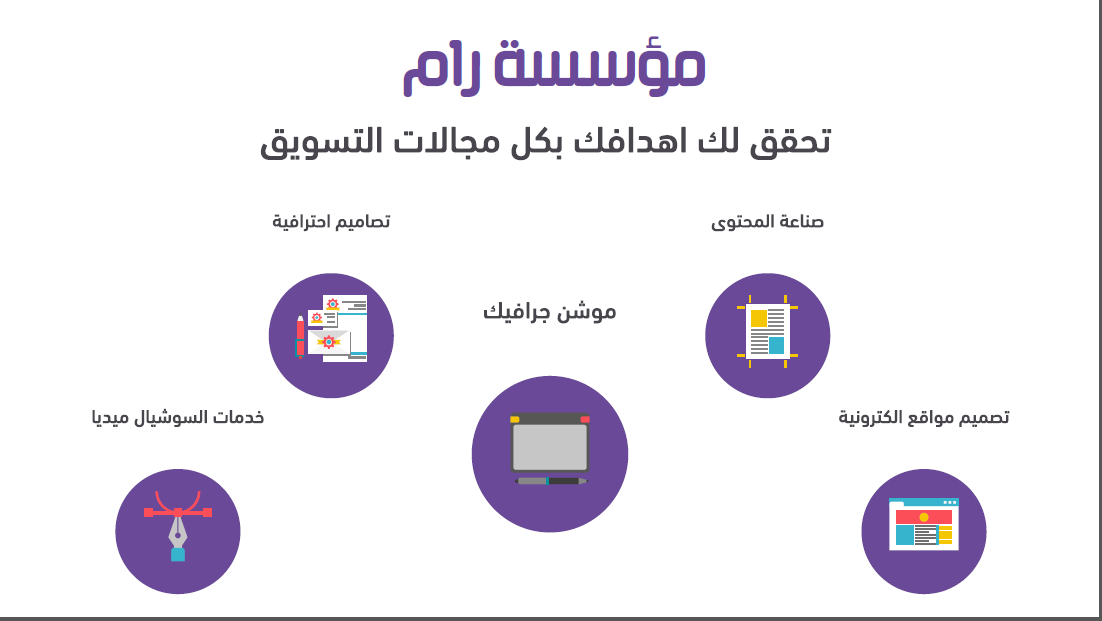 مؤسسة رام
تحقق لك اهدافك بكل مجالات التسويق
صناعة المحتوى
تصاميم احترافية
موشن جرافيك
تصميم مواقع الكترونية
خدمات السوشيال ميديا